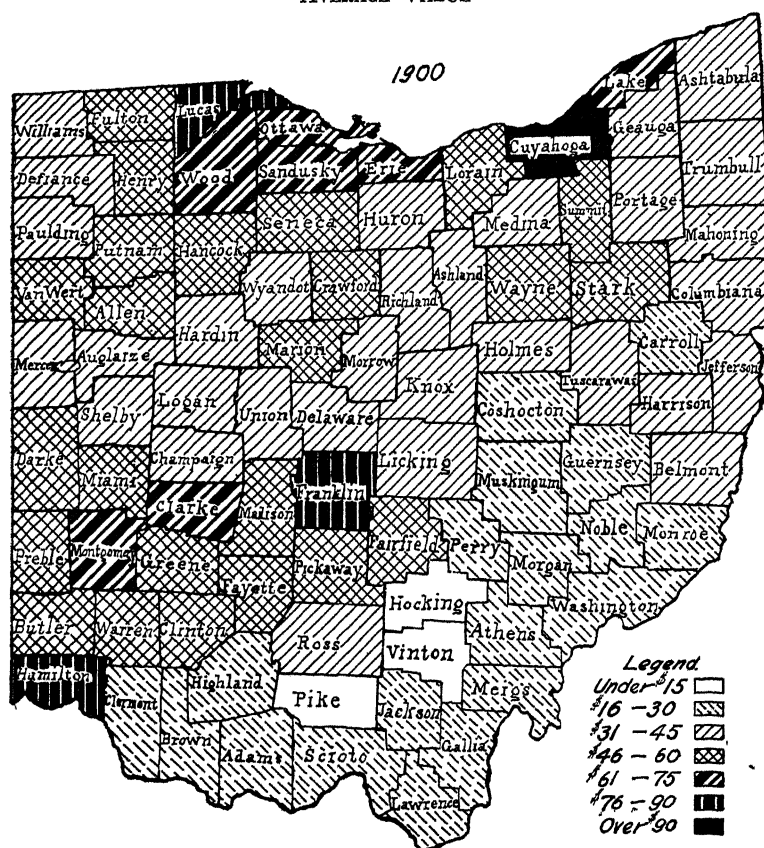 1900
Lake
Ashtabula
Lucas
Fulton
Williams
Ottawa
Geauga
Cuyahoga
Defiance
Henry
Wood
Sandusky
Erie
Lorain
Trumbull
Portage
Summit
Medina
Huron
Seneca
Paulding
Putnam
Hancock
Mahoning
Ashland
VanWert
Allen
Wyandot
Crawford
Richland
Wayne
Stark
Columbiana
Hardin
Marion
Morrow
Holmes
Carroll
Mercer
Auglaize
Jefferson
Tuscarawas
Knox
Harrison
Coshocton
Logan
Shelby
Union
Delaware
Darke
Champaign
Licking
Guernsey
Belmont
Miami
Franklin
Muskingum
Clarke
Madison
Noble
Monroe
Preble
Montgome
Greene
Fairfield
Perry
Pickaway
Morgan
Fayette
Hocking
Washington
Butler
Warren
Clinton
Ross
Athens
Vinton
Hamilton
Highland
Pike
Meigs
Clermont
Jackson
Brown
Adams
Scioto
Gallia
Lawrence
Legend
Under $15
$16 - 30
$31 - 45
$46 - 60
$61 - 75
$76 - 90
Over $90